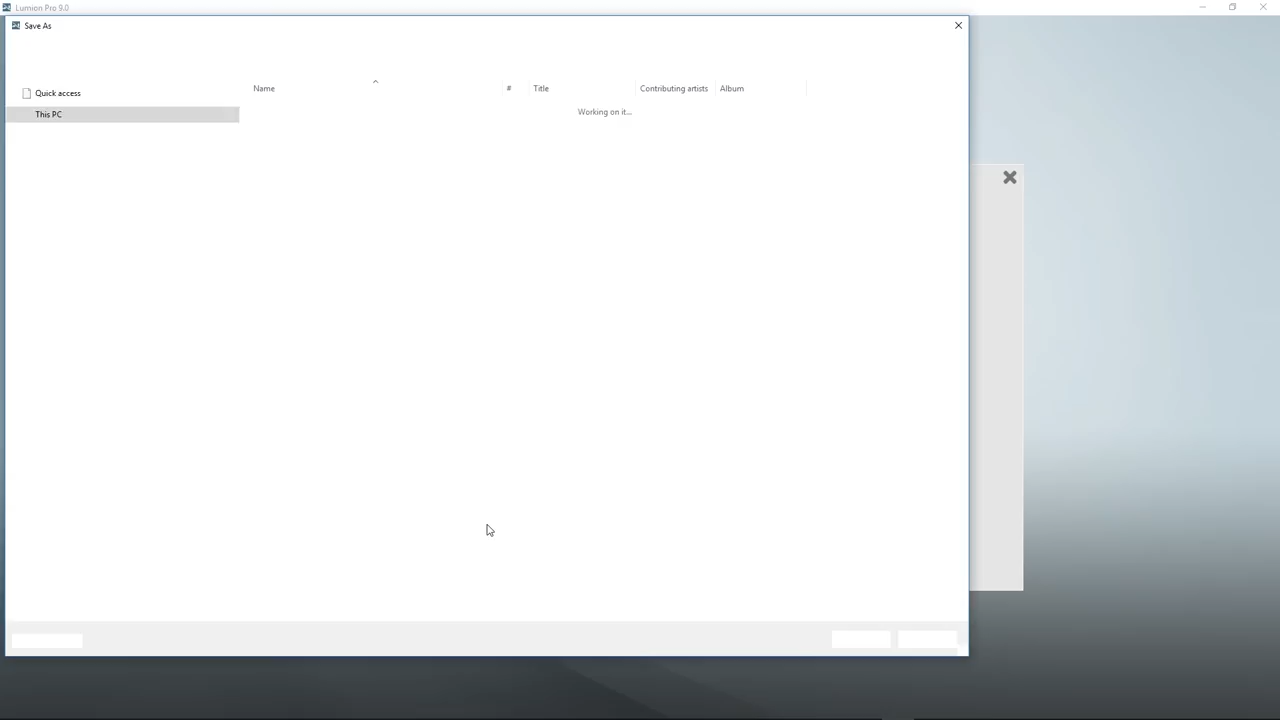 Lumion Pro 9.0
Save As
Name # Title Contributing artists Album
Quick access
Working on it...
This PC